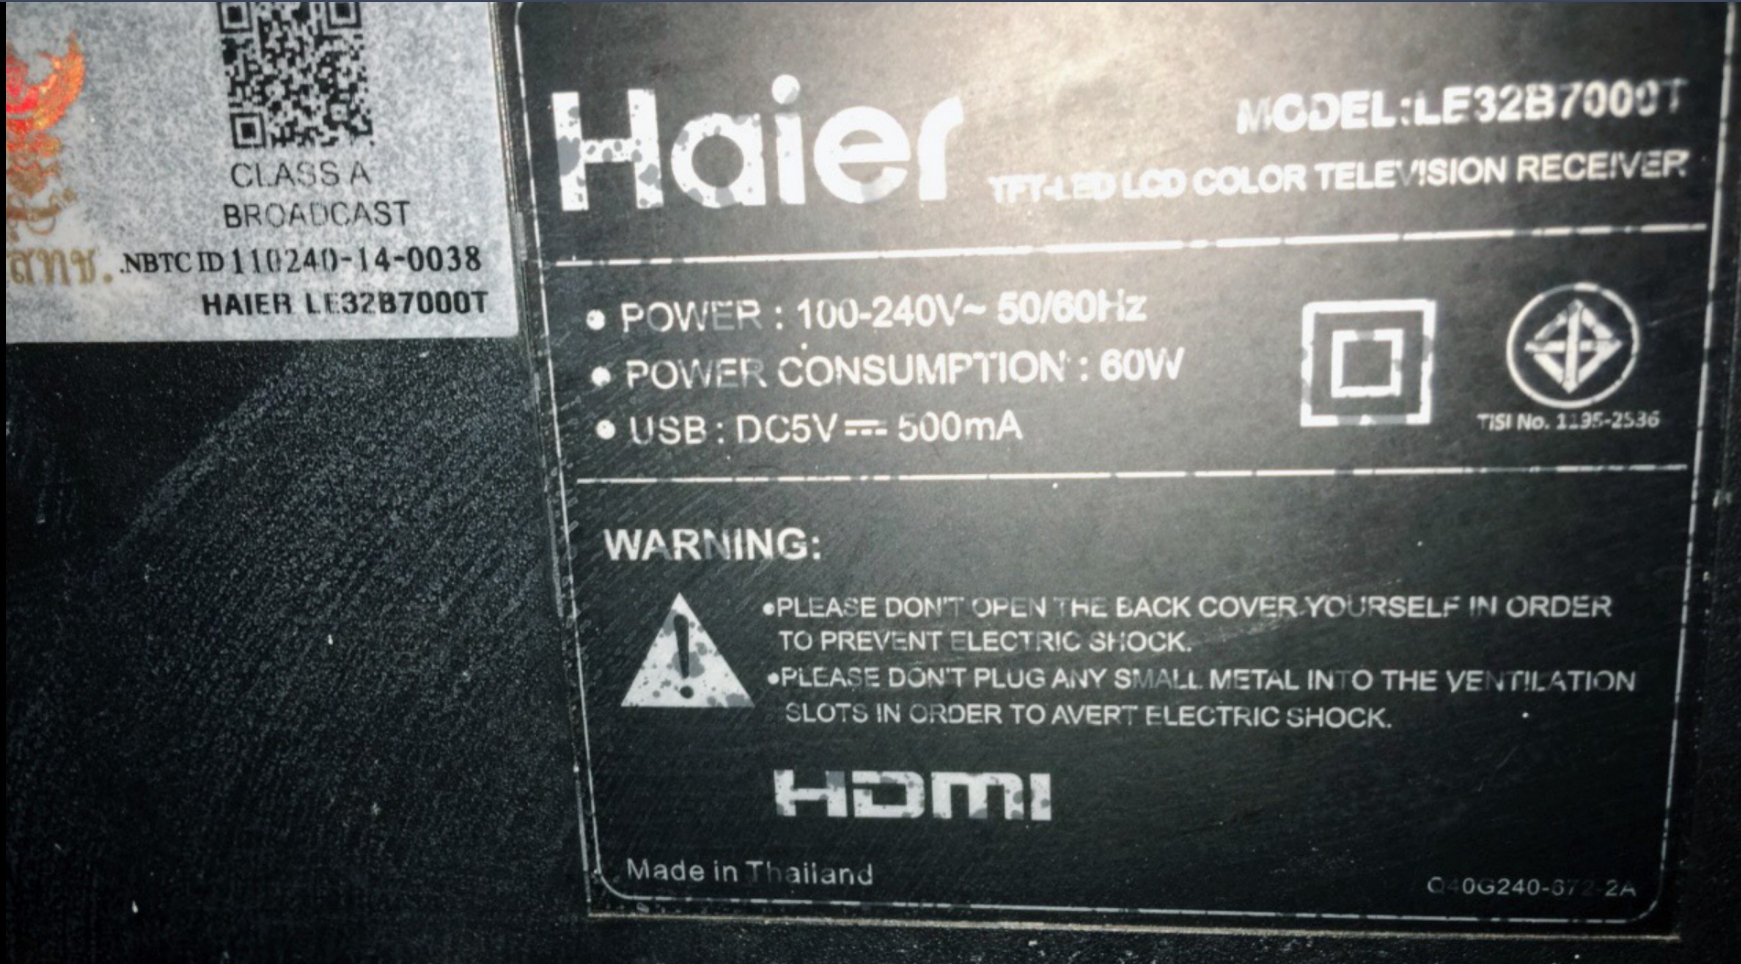 CLASS A
BROADCAST
สทช.
NBTC ID 110240-14-0038
HAIER LE32B7000T
Haier
MODEL:LE32B7000T
TFT-LED LCD COLOR TELEVISION RECEIVER
• POWER : 100-240V~ 50/60Hz
• POWER CONSUMPTION : 60W
• USB : DC5V⎓ 500mA
TISI No. 1195-2536
WARNING:
•PLEASE DON'T OPEN THE BACK COVER YOURSELF IN ORDER
TO PREVENT ELECTRIC SHOCK.
•PLEASE DON'T PLUG ANY SMALL METAL INTO THE VENTILATION
SLOTS IN ORDER TO AVERT ELECTRIC SHOCK.
HDMI
Made in Thailand